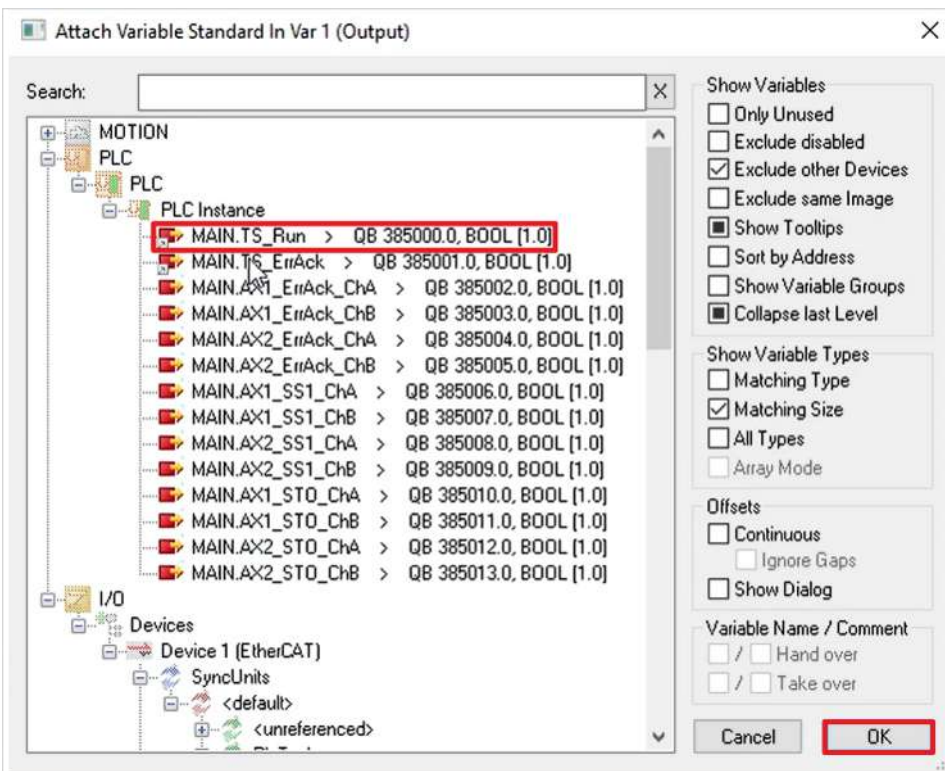 Attach Variable Standard In Var 1 (Output)
Search:
MOTION
PLC
PLC
PLC Instance
MAIN.TS_Run > QB 385000.0, BOOL [1.0]
MAIN.TS_ErrAck > QB 385001.0, BOOL [1.0]
MAIN.AX1_ErrAck_ChA > QB 385002.0, BOOL [1.0]
MAIN.AX1_ErrAck_ChB > QB 385003.0, BOOL [1.0]
MAIN.AX2_ErrAck_ChA > QB 385004.0, BOOL [1.0]
MAIN.AX2_ErrAck_ChB > QB 385005.0, BOOL [1.0]
MAIN.AX1_SS1_ChA > QB 385006.0, BOOL [1.0]
MAIN.AX1_SS1_ChB > QB 385007.0, BOOL [1.0]
MAIN.AX2_SS1_ChA > QB 385008.0, BOOL [1.0]
MAIN.AX2_SS1_ChB > QB 385009.0, BOOL [1.0]
MAIN.AX1_STO_ChA > QB 385010.0, BOOL [1.0]
MAIN.AX1_STO_ChB > QB 385011.0, BOOL [1.0]
MAIN.AX2_STO_ChA > QB 385012.0, BOOL [1.0]
MAIN.AX2_STO_ChB > QB 385013.0, BOOL [1.0]
I/O
Devices
Device 1 (EtherCAT)
SyncUnits
<default>
<unreferenced>
Show Variables
Only Unused
Exclude disabled
Exclude other Devices
Exclude same Image
Show Tooltips
Sort by Address
Show Variable Groups
Collapse last Level
Show Variable Types
Matching Type
Matching Size
All Types
Array Mode
Offsets
Continuous
Ignore Gaps
Show Dialog
Variable Name / Comment
/ Hand over
/ Take over
Cancel
OK